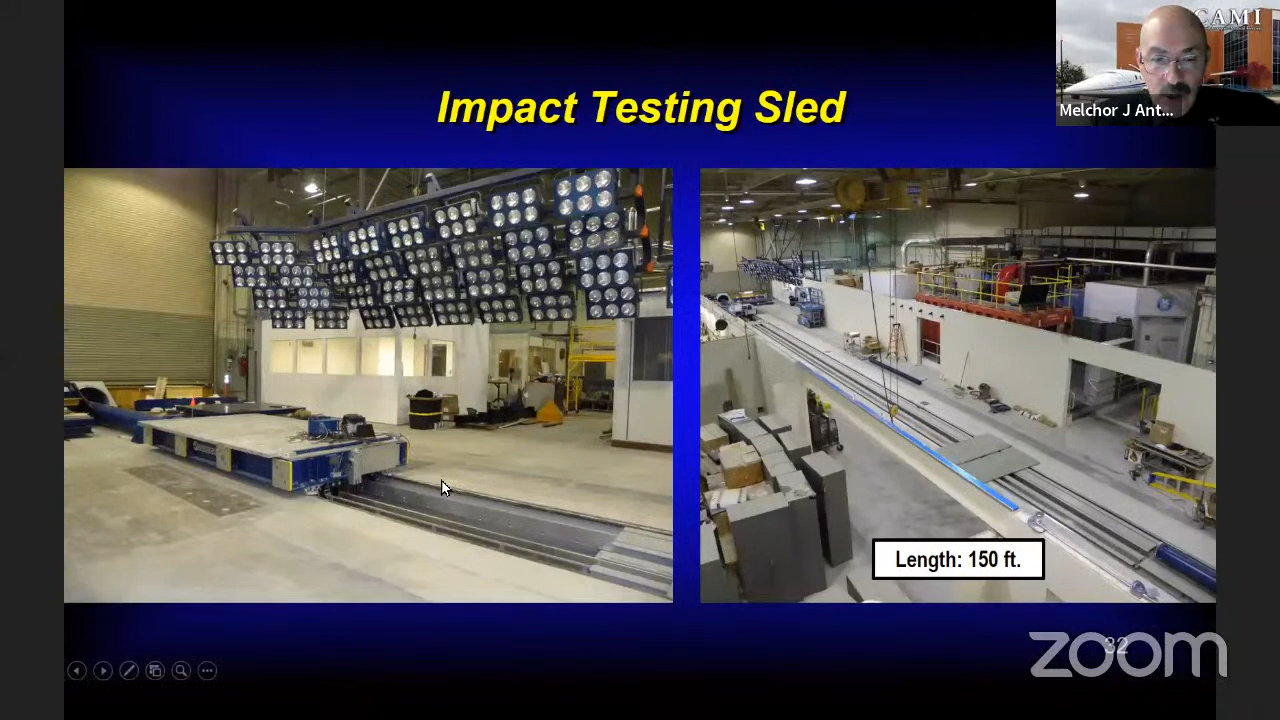 CAMI
Melchor J Ant...
Impact Testing Sled
Length: 150 ft.
32
zoom